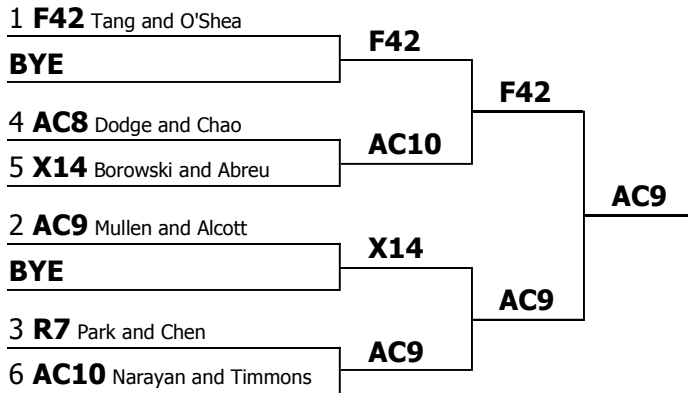 1 F42 Tang and O'Shea
BYE
4 AC8 Dodge and Chao
5 X14 Borowski and Abreu
2 AC9 Mullen and Alcott
BYE
3 R7 Park and Chen
6 AC10 Narayan and Timmons
F42
AC10
X14
AC9
F42
AC9
AC9